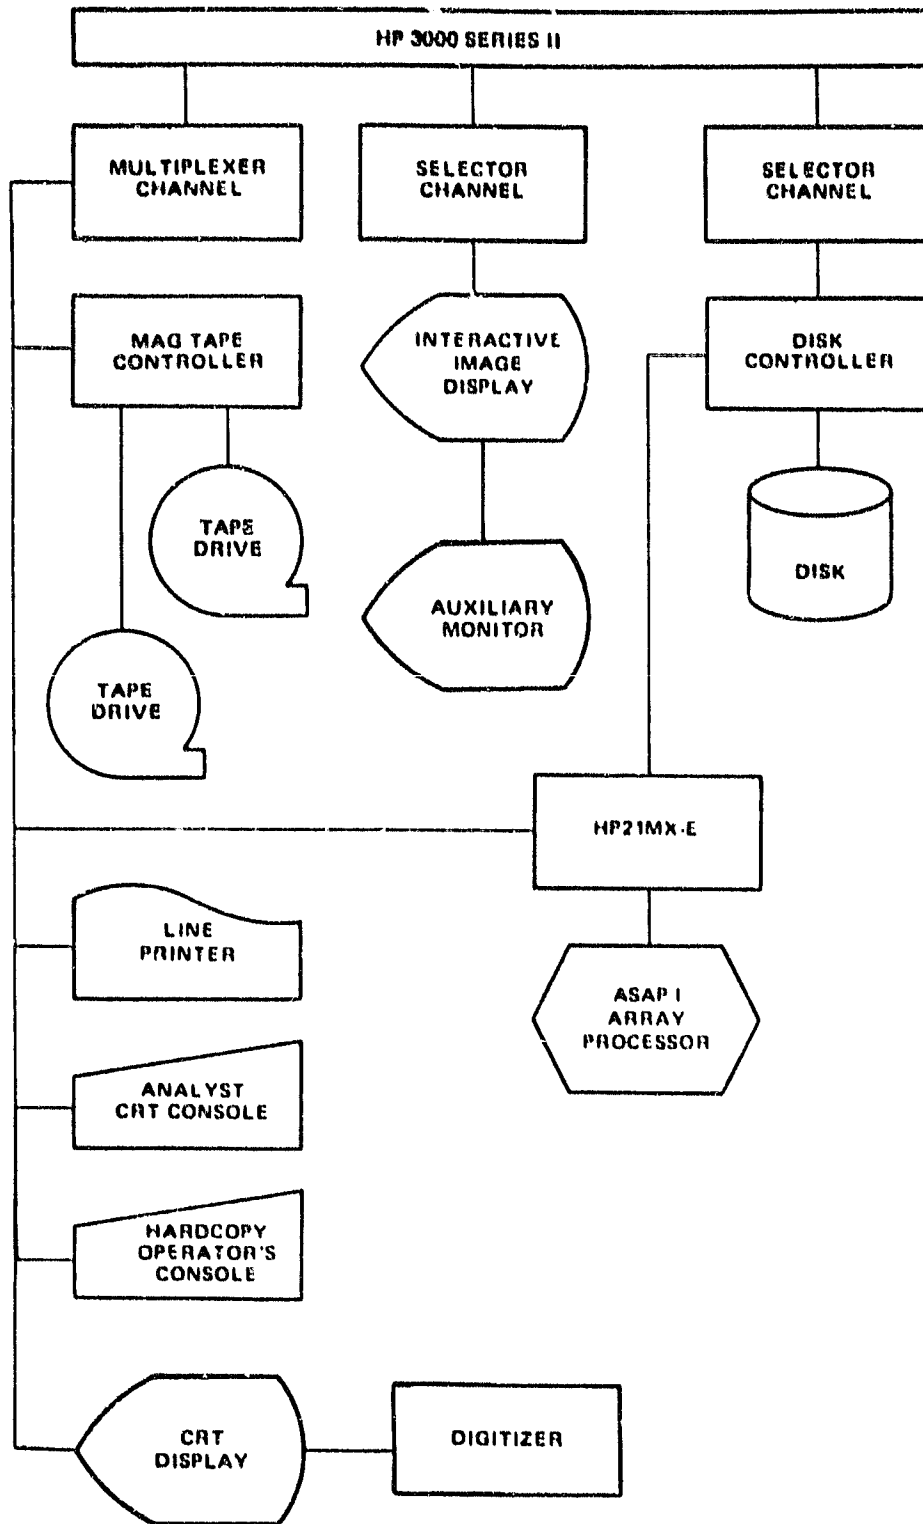 HP 3000 SERIES II
MULTIPLEXER
CHANNEL
SELECTOR
CHANNEL
SELECTOR
CHANNEL
MAG TAPE
CONTROLLER
INTERACTIVE
IMAGE
DISPLAY
DISK
CONTROLLER
TAPE
DRIVE
DISK
AUXILIARY
MONITOR
TAPE
DRIVE
HP21MX-E
LINE
PRINTER
ASAP I
ARRAY
PROCESSOR
ANALYST
CRT CONSOLE
HARDCOPY
OPERATOR'S
CONSOLE
CRT
DISPLAY
DIGITIZER